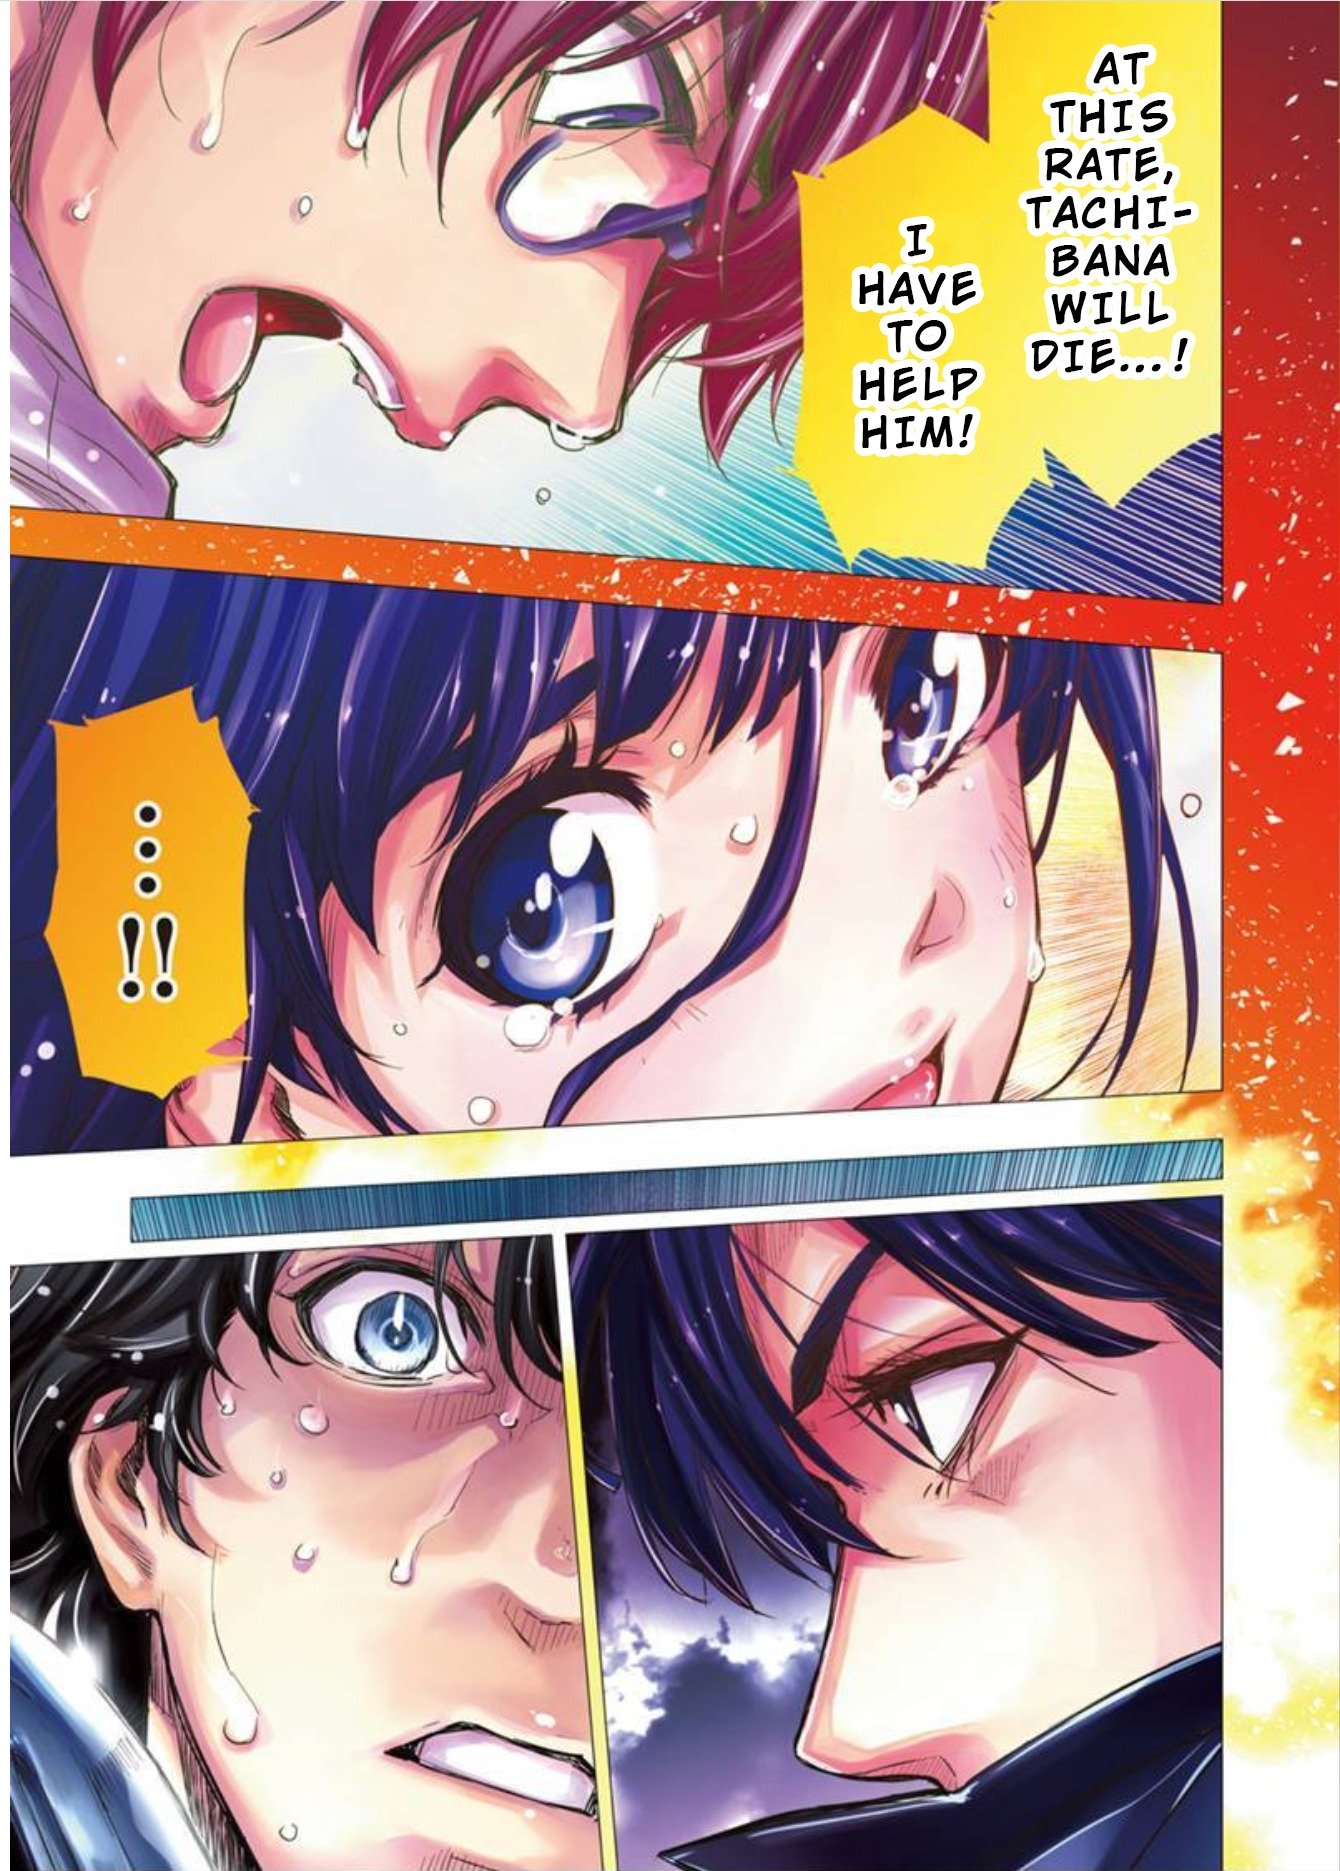 AT
THIS
RATE,
TACHI-
BANA
WILL
DIE...!
I
HAVE
TO
HELP
HIM!
...!!